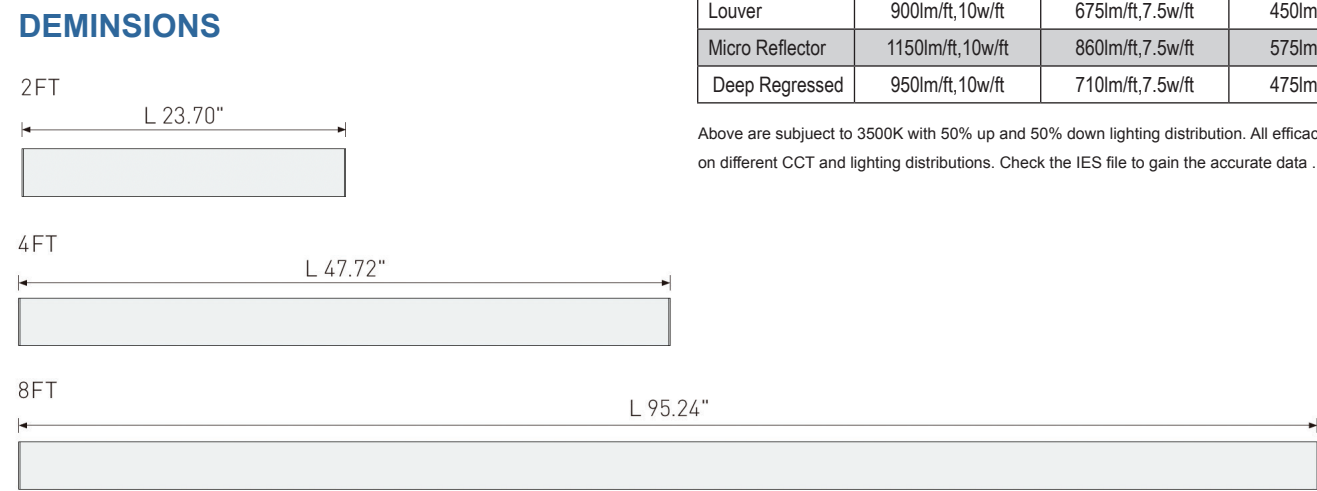 DEMINSIONS
2FT
L 23.70"
4FT
L 47.72"
8FT
L 95.24"
Louver 900lm/ft,10w/ft 675lm/ft,7.5w/ft 450lm
Micro Reflector 1150lm/ft,10w/ft 860lm/ft,7.5w/ft 575lm
Deep Regressed 950lm/ft,10w/ft 710lm/ft,7.5w/ft 475lm
Above are subjuect to 3500K with 50% up and 50% down lighting distribution. All efficac
on different CCT and lighting distributions. Check the IES file to gain the accurate data .